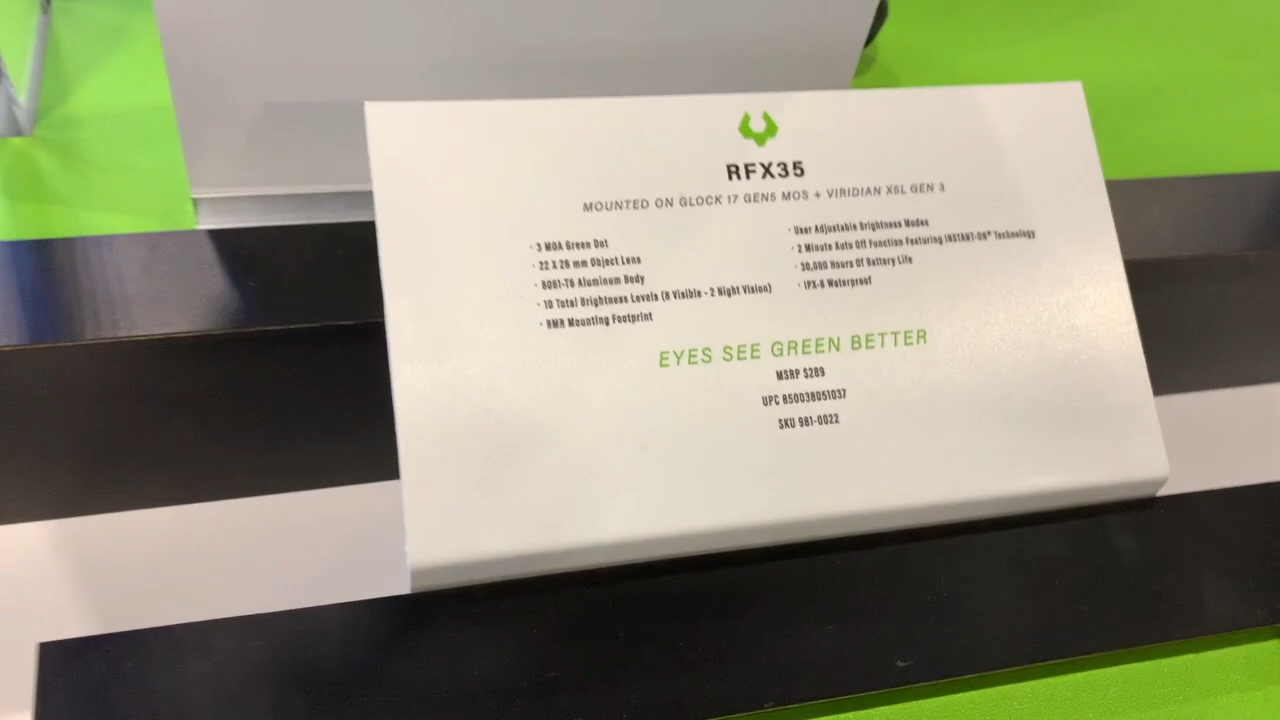 RFX35
MOUNTED ON GLOCK 17 GEN5 MOS + VIRIDIAN X5L GEN 3
· 3 MOA Green Dot
· 22 X 28 mm Object Lens
· 6061-T6 Aluminum Body
· 10 Total Brightness Levels (8 Visible - 2 Night Vision)
· RMR Mounting Footprint
· User Adjustable Brightness Modes
· 2 Minute Auto Off Function Featuring INSTANT-ON® Technology
· 30,000 Hours Of Battery Life
· IPX-6 Waterproof
EYES SEE GREEN BETTER
MSRP $289
UPC 850038051037
SKU 981-0022